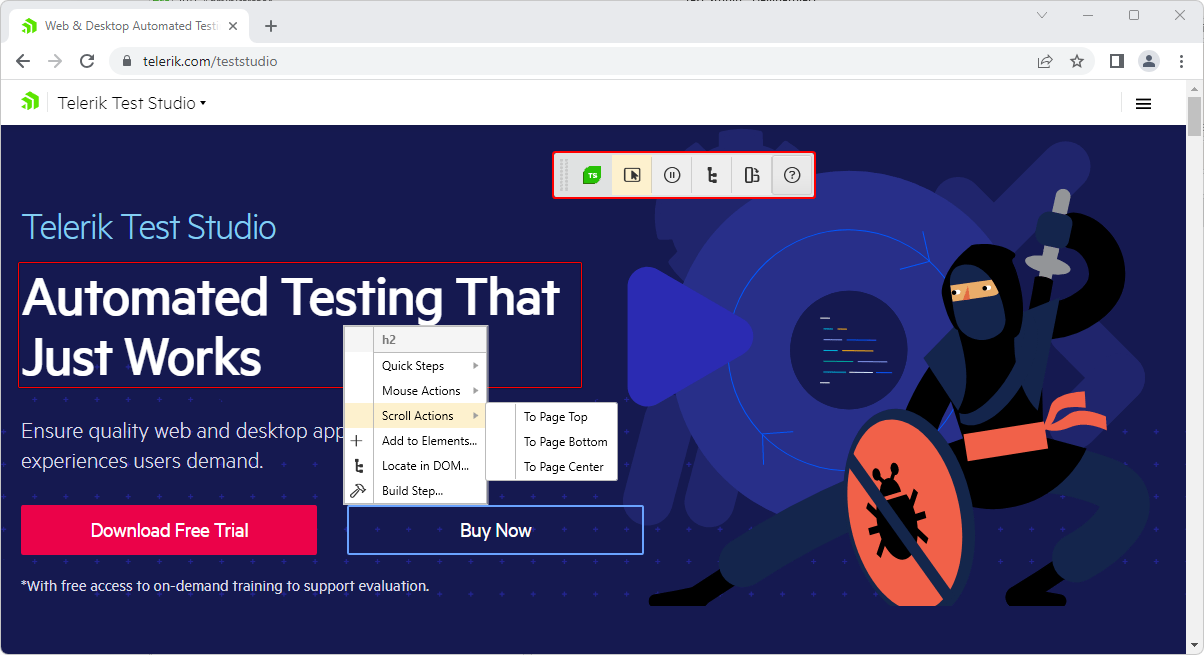 Web & Desktop Automated Testi
telerik.com/teststudio
Telerik Test Studio
TS
Telerik Test Studio
Automated Testing That
Just Works
h2
Quick Steps
Mouse Actions
Scroll Actions
Add to Elements...
Locate in DOM...
Build Step...
To Page Top
To Page Bottom
To Page Center
Ensure quality web and desktop app
experiences users demand.
Download Free Trial
Buy Now
*With free access to on-demand training to support evaluation.